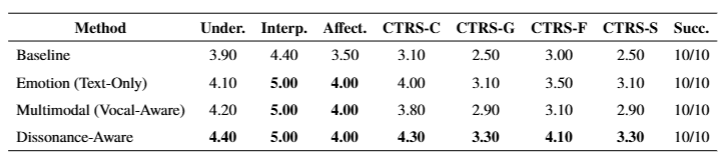 Method Under. Interp. Affect. CTRS-C CTRS-G CTRS-F CTRS-S Succ.
Baseline 3.90 4.40 3.50 3.10 2.50 3.00 2.50 10/10
Emotion (Text-Only) 4.10 5.00 4.00 4.00 3.10 3.50 3.10 10/10
Multimodal (Vocal-Aware) 4.20 5.00 4.00 3.80 2.90 3.10 2.90 10/10
Dissonance-Aware 4.40 5.00 4.00 4.30 3.30 4.10 3.30 10/10